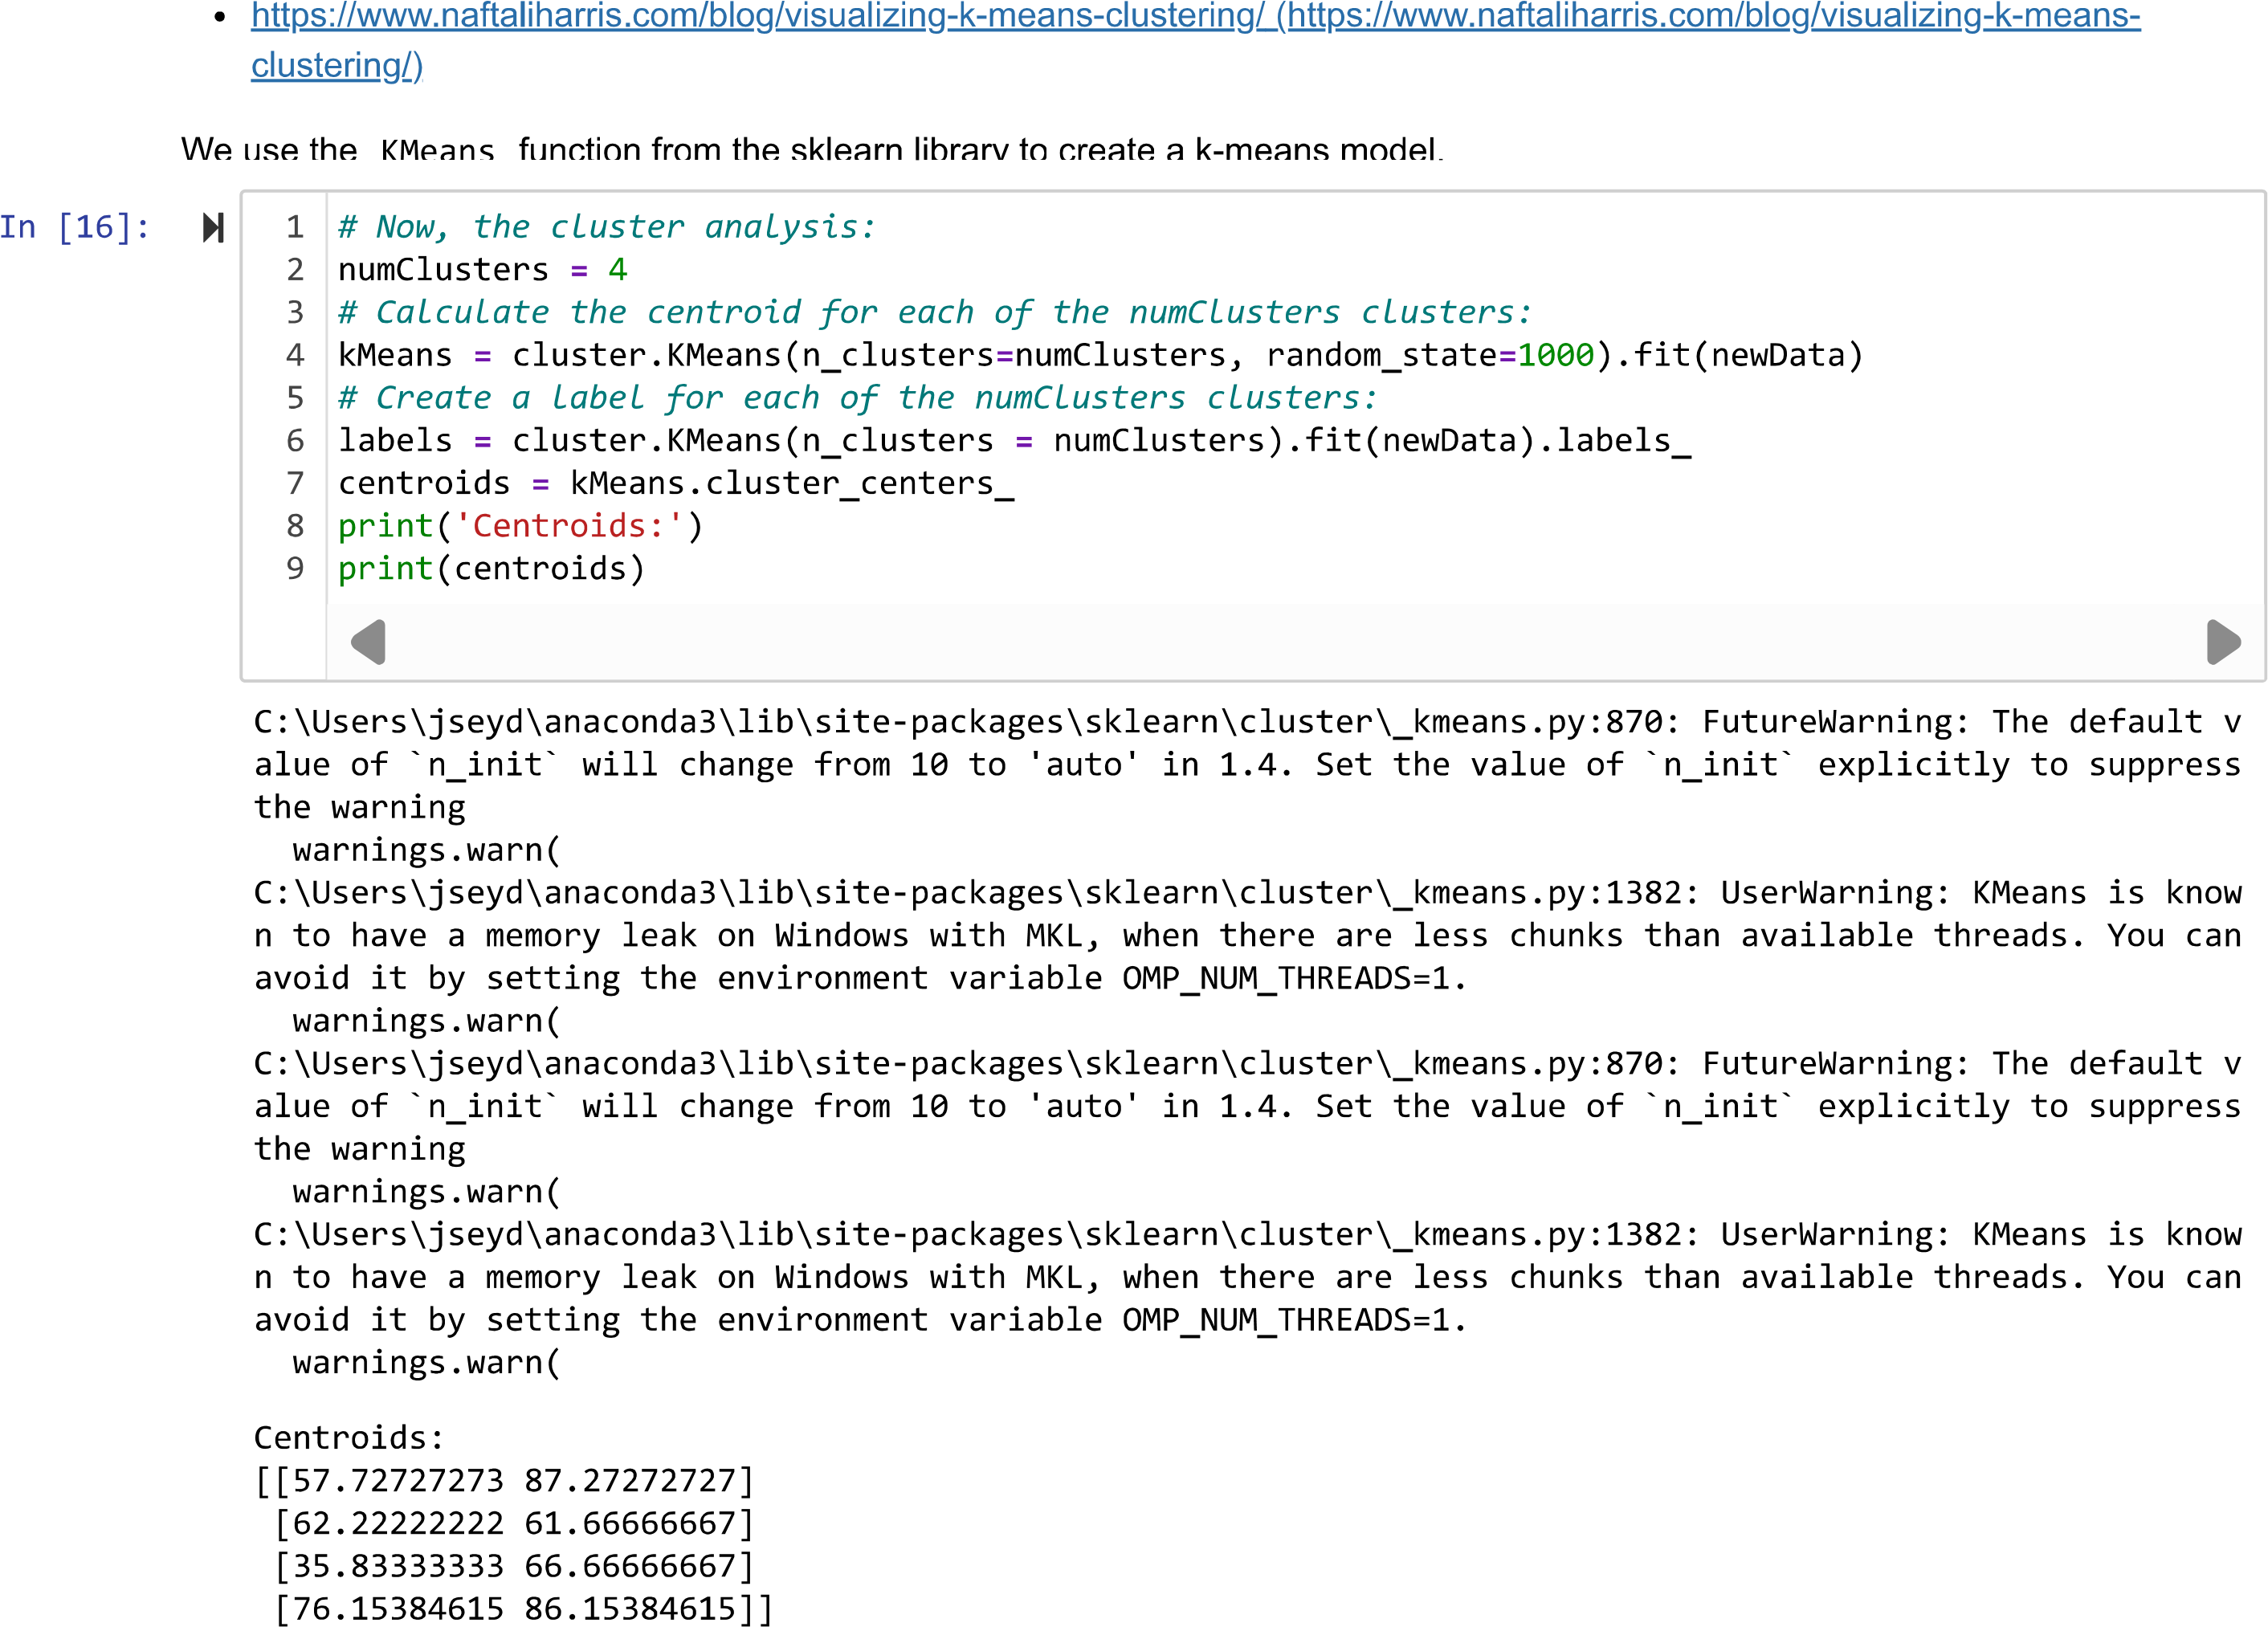 • https://www.naftaliharris.com/blog/visualizing-k-means-clustering/ (https://www.naftaliharris.com/blog/visualizing-k-means-
clustering/)
We use the KMeans function from the sklearn library to create a k-means model.
In [16]:
1 # Now, the cluster analysis:
2 numClusters = 4
3 # Calculate the centroid for each of the numClusters clusters:
4 kMeans = cluster.KMeans(n_clusters=numClusters, random_state=1000).fit(newData)
5 # Create a label for each of the numClusters clusters:
6 labels = cluster.KMeans(n_clusters = numClusters).fit(newData).labels_
7 centroids = kMeans.cluster_centers_
8 print('Centroids:')
9 print(centroids)
C:\Users\jseyd\anaconda3\lib\site-packages\sklearn\cluster\_kmeans.py:870: FutureWarning: The default v
alue of `n_init` will change from 10 to 'auto' in 1.4. Set the value of `n_init` explicitly to suppress
the warning
  warnings.warn(
C:\Users\jseyd\anaconda3\lib\site-packages\sklearn\cluster\_kmeans.py:1382: UserWarning: KMeans is know
n to have a memory leak on Windows with MKL, when there are less chunks than available threads. You can
avoid it by setting the environment variable OMP_NUM_THREADS=1.
  warnings.warn(
C:\Users\jseyd\anaconda3\lib\site-packages\sklearn\cluster\_kmeans.py:870: FutureWarning: The default v
alue of `n_init` will change from 10 to 'auto' in 1.4. Set the value of `n_init` explicitly to suppress
the warning
  warnings.warn(
C:\Users\jseyd\anaconda3\lib\site-packages\sklearn\cluster\_kmeans.py:1382: UserWarning: KMeans is know
n to have a memory leak on Windows with MKL, when there are less chunks than available threads. You can
avoid it by setting the environment variable OMP_NUM_THREADS=1.
  warnings.warn(
Centroids:
[[57.72727273 87.27272727]
 [62.22222222 61.66666667]
 [35.83333333 66.66666667]
 [76.15384615 86.15384615]]